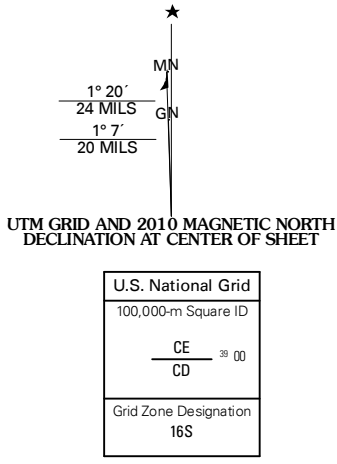 ★
MN
1° 20´
24 MILS
GN
1° 7´
20 MILS
UTM GRID AND 2010 MAGNETIC NORTH
DECLINATION AT CENTER OF SHEET
U.S. National Grid
100,000-m Square ID
CE
39 00
CD
Grid Zone Designation
16S